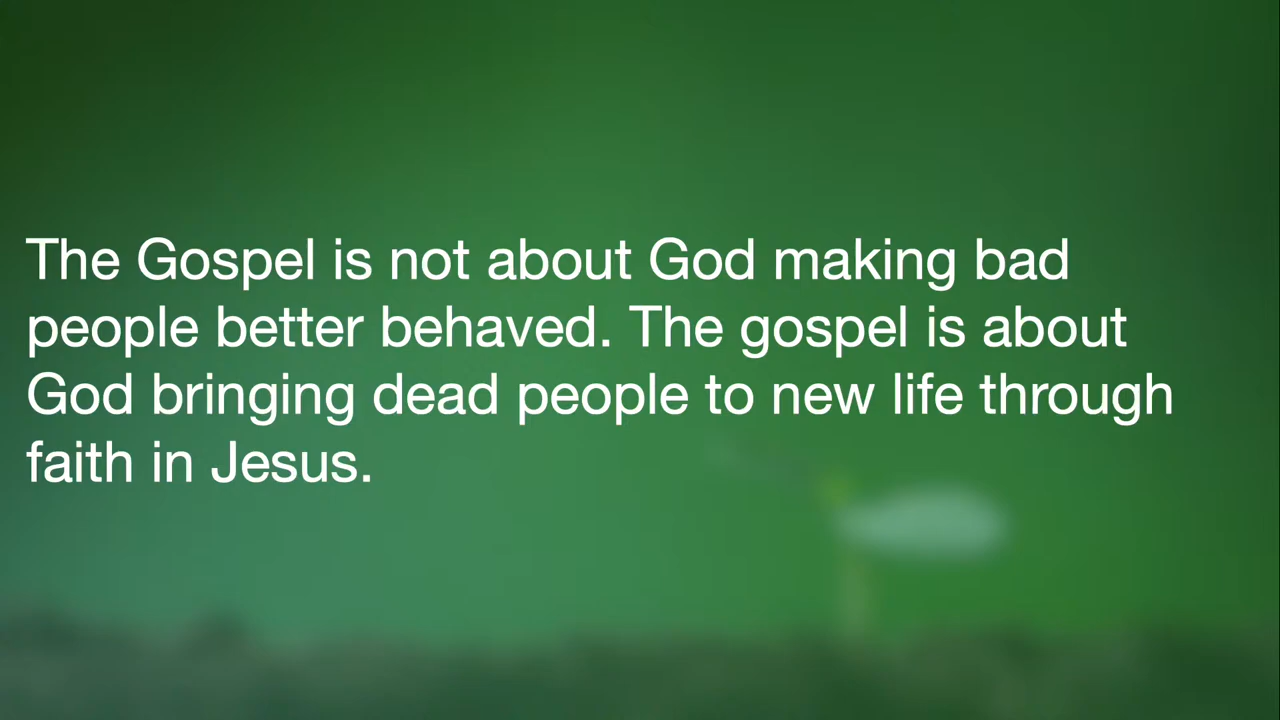 The Gospel is not about God making bad
people better behaved. The gospel is about
God bringing dead people to new life through
faith in Jesus.